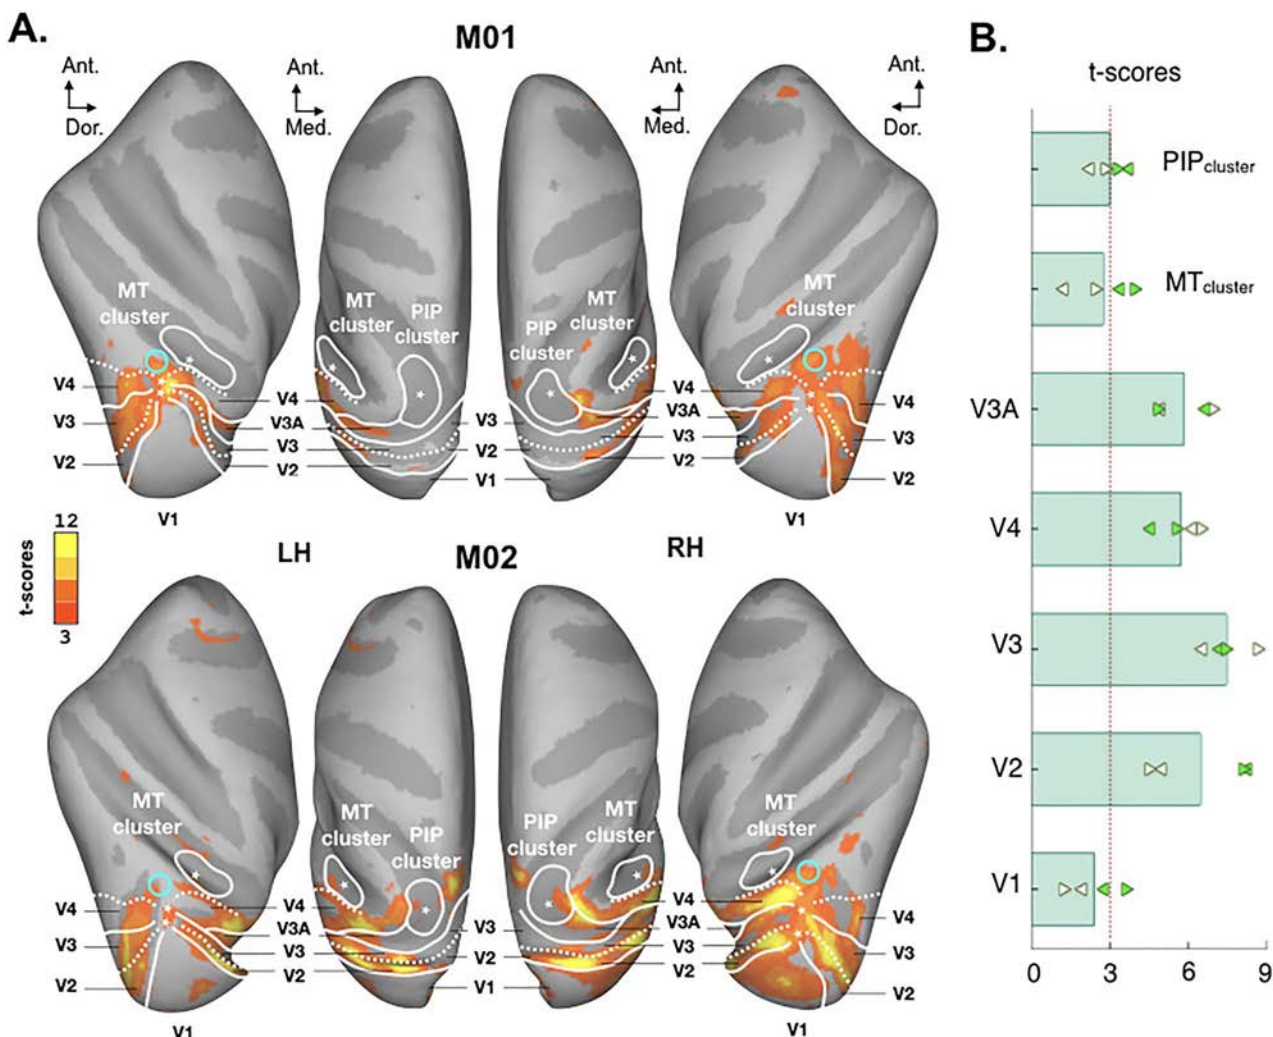 A.
M01
B.
Ant.
Dor.
Ant.
Med.
Ant.
Med.
Ant.
Dor.
t-scores
MT
cluster
MT
cluster
PIP
cluster
PIP
cluster
MT
cluster
MT
cluster
V4
V3
V2
V4
V3A
V3
V2
V3
V2
V1
V4
V3A
V3
V2
V4
V3
V2
V1
V1
12
t-scores
3
LH
M02
RH
MT
cluster
MT
cluster
PIP
cluster
PIP
cluster
MT
cluster
MT
cluster
V4
V3
V2
V4
V3A
V3
V2
V3
V2
V1
V4
V3A
V3
V2
V4
V3
V2
V1
V1
PIPcluster
MTcluster
V3A
V4
V3
V2
V1
0 3 6 9